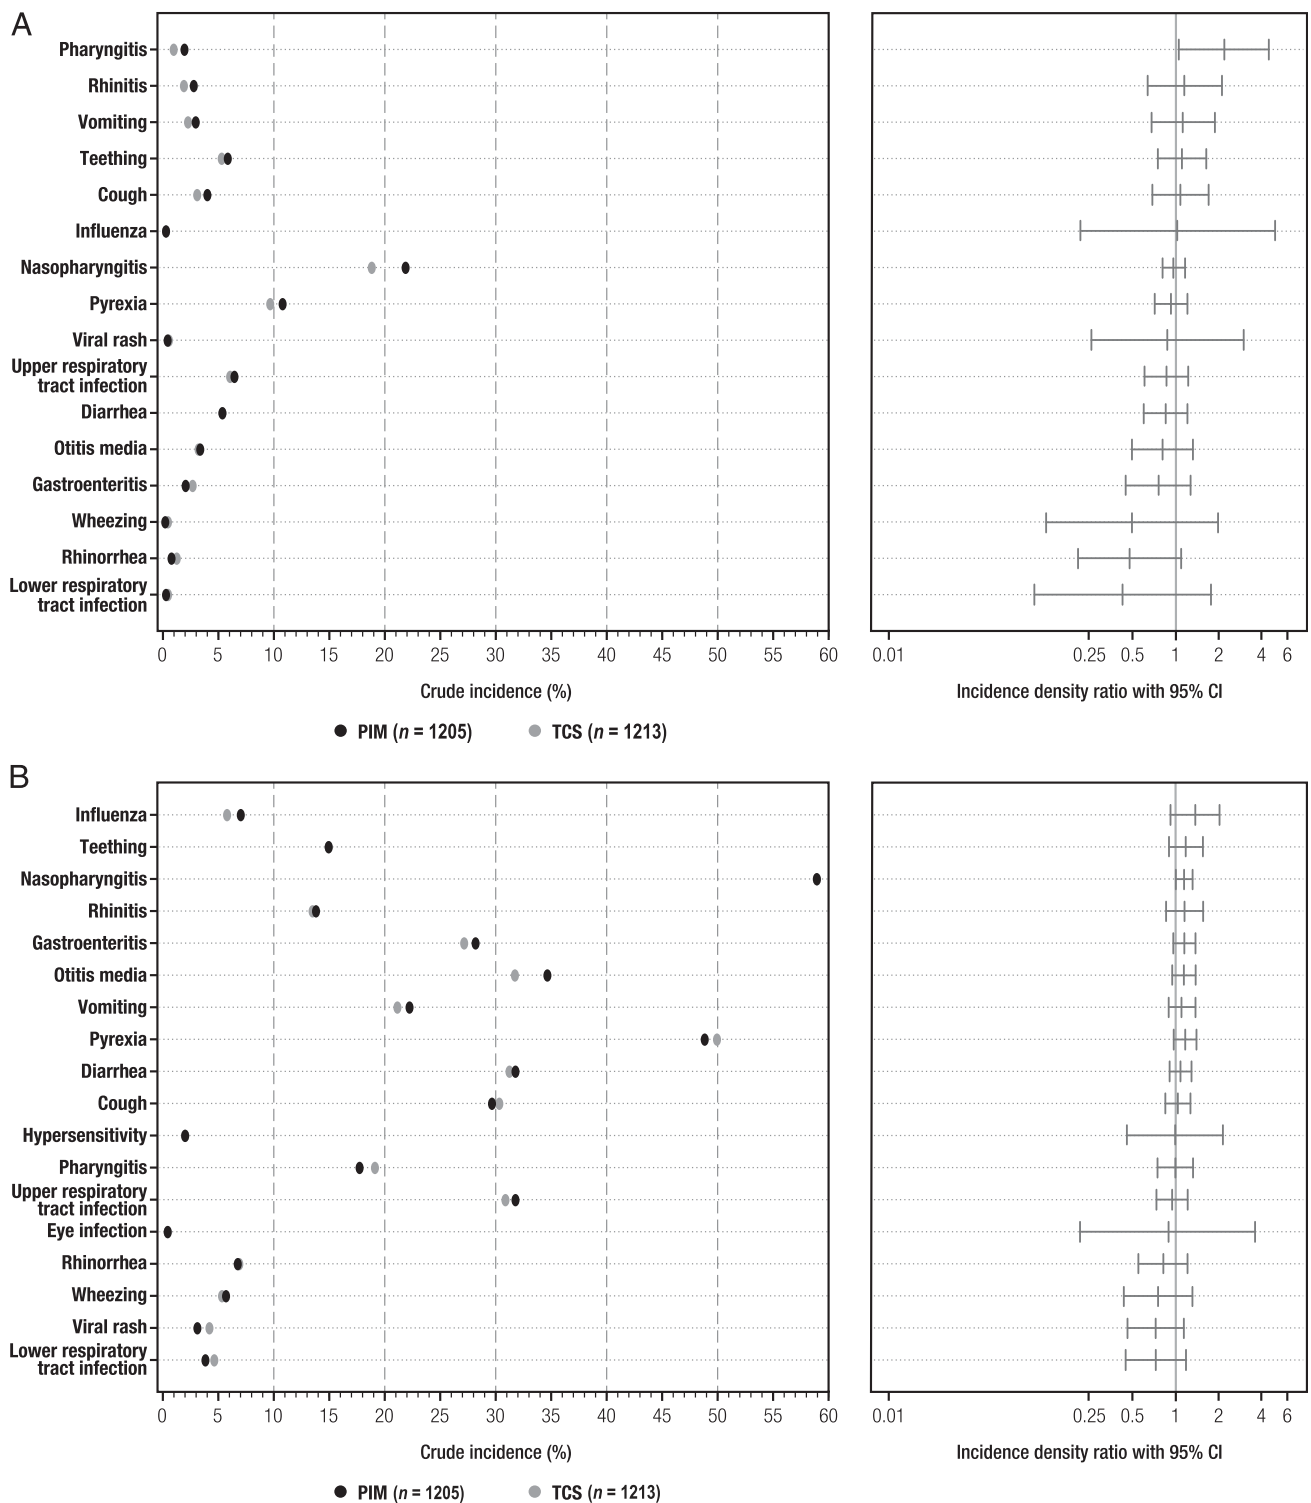 A
Pharyngitis
Rhinitis
Vomiting
Teething
Cough
Influenza
Nasopharyngitis
Pyrexia
Viral rash
Upper respiratory
tract infection
Diarrhea
Otitis media
Gastroenteritis
Wheezing
Rhinorrhea
Lower respiratory
tract infection
0 5 10 15 20 25 30 35 40 45 50 55 60
0.01 0.25 0.5 1 2 4 6
Crude incidence (%)
Incidence density ratio with 95% CI
PIM (n = 1205) TCS (n = 1213)
B
Influenza
Teething
Nasopharyngitis
Rhinitis
Gastroenteritis
Otitis media
Vomiting
Pyrexia
Diarrhea
Cough
Hypersensitivity
Pharyngitis
Upper respiratory
tract infection
Eye infection
Rhinorrhea
Wheezing
Viral rash
Lower respiratory
tract infection
0 5 10 15 20 25 30 35 40 45 50 55 60
0.01 0.25 0.5 1 2 4 6
Crude incidence (%)
Incidence density ratio with 95% CI
PIM (n = 1205) TCS (n = 1213)